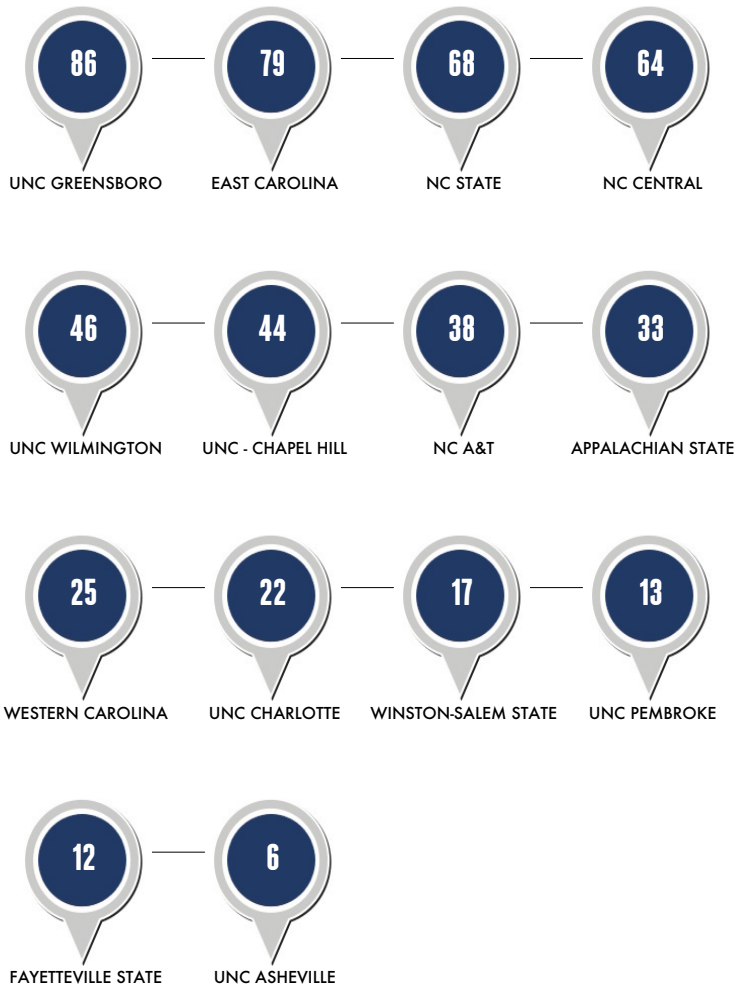 86 79 68 64
UNC GREENSBORO EAST CAROLINA NC STATE NC CENTRAL
46 44 38 33
UNC WILMINGTON UNC - CHAPEL HILL NC A&T APPALACHIAN STATE
25 22 17 13
WESTERN CAROLINA UNC CHARLOTTE WINSTON-SALEM STATE UNC PEMBROKE
12 6
FAYETTEVILLE STATE UNC ASHEVILLE